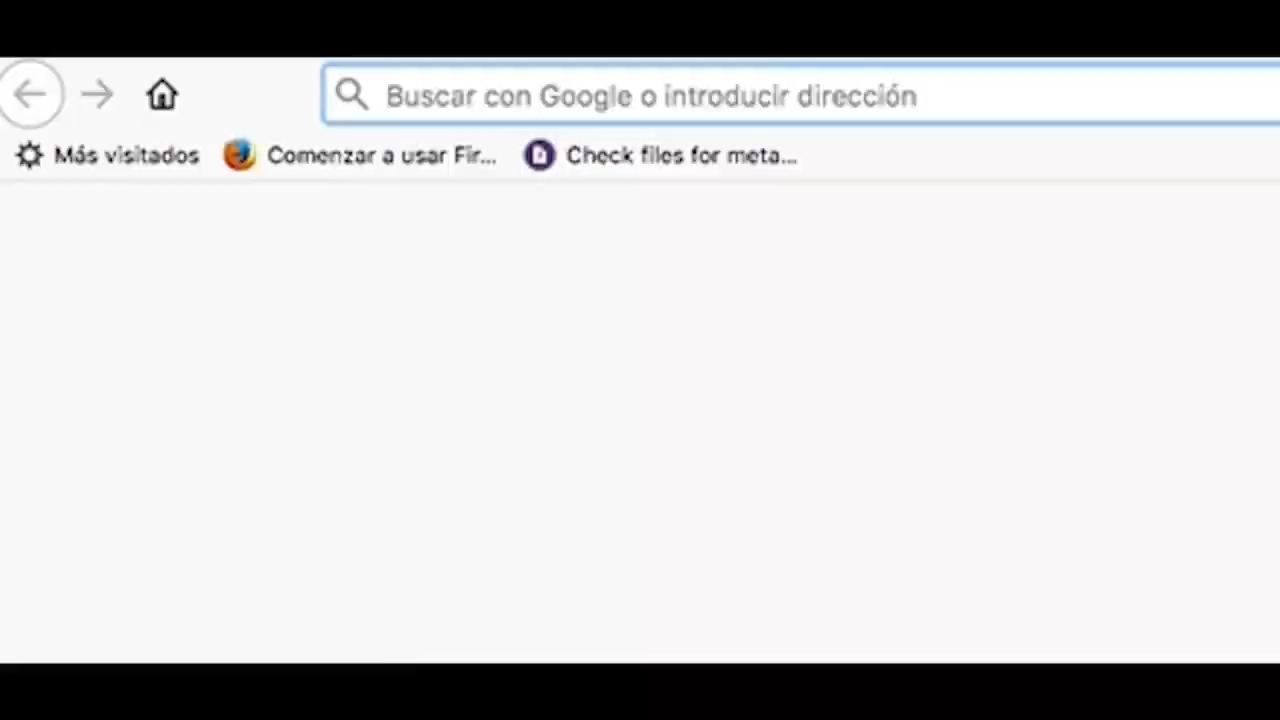 Buscar con Google o introducir dirección
Más visitados Comenzar a usar Fir... Check files for meta...